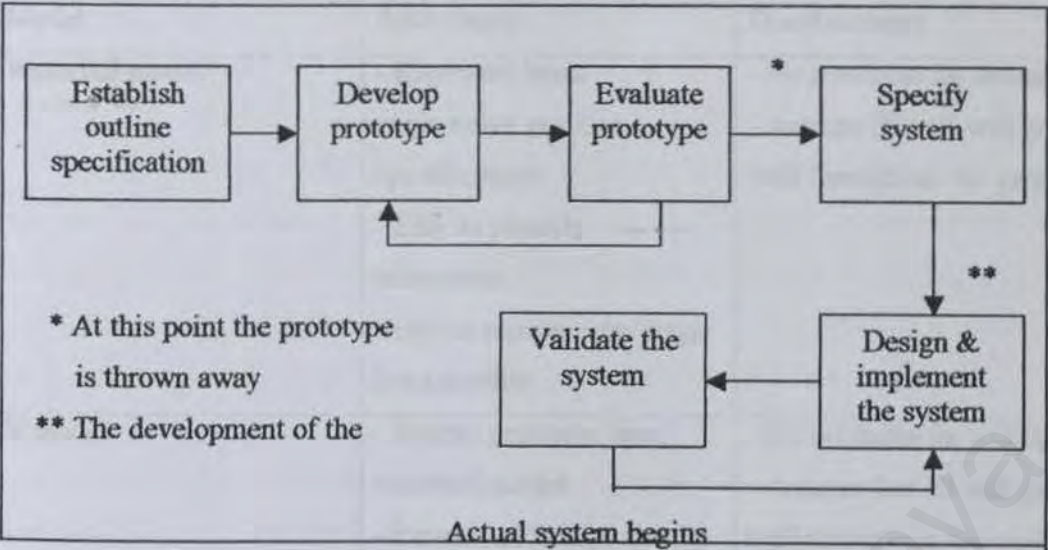 Establish
outline
specification
Develop
prototype
Evaluate
prototype
*
Specify
system
**
* At this point the prototype
is thrown away
** The development of the
Validate the
system
Design &
implement
the system
Actual system begins